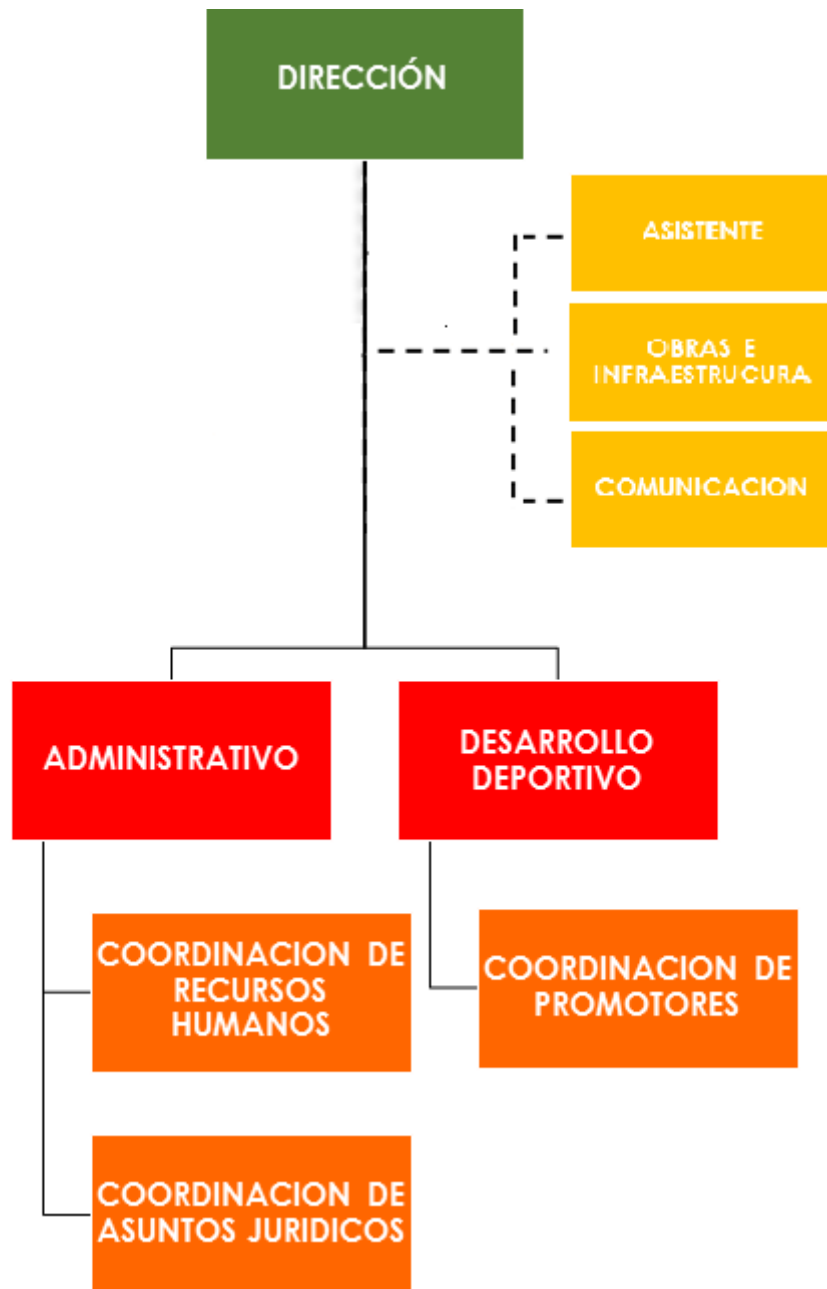 DIRECCIÓN
ASISTENTE
OBRAS E
INFRAESTRUCURA
COMUNICACION
ADMINISTRATIVO
DESARROLLO
DEPORTIVO
COORDINACION DE
RECURSOS
HUMANOS
COORDINACION DE
PROMOTORES
COORDINACION DE
ASUNTOS JURIDICOS